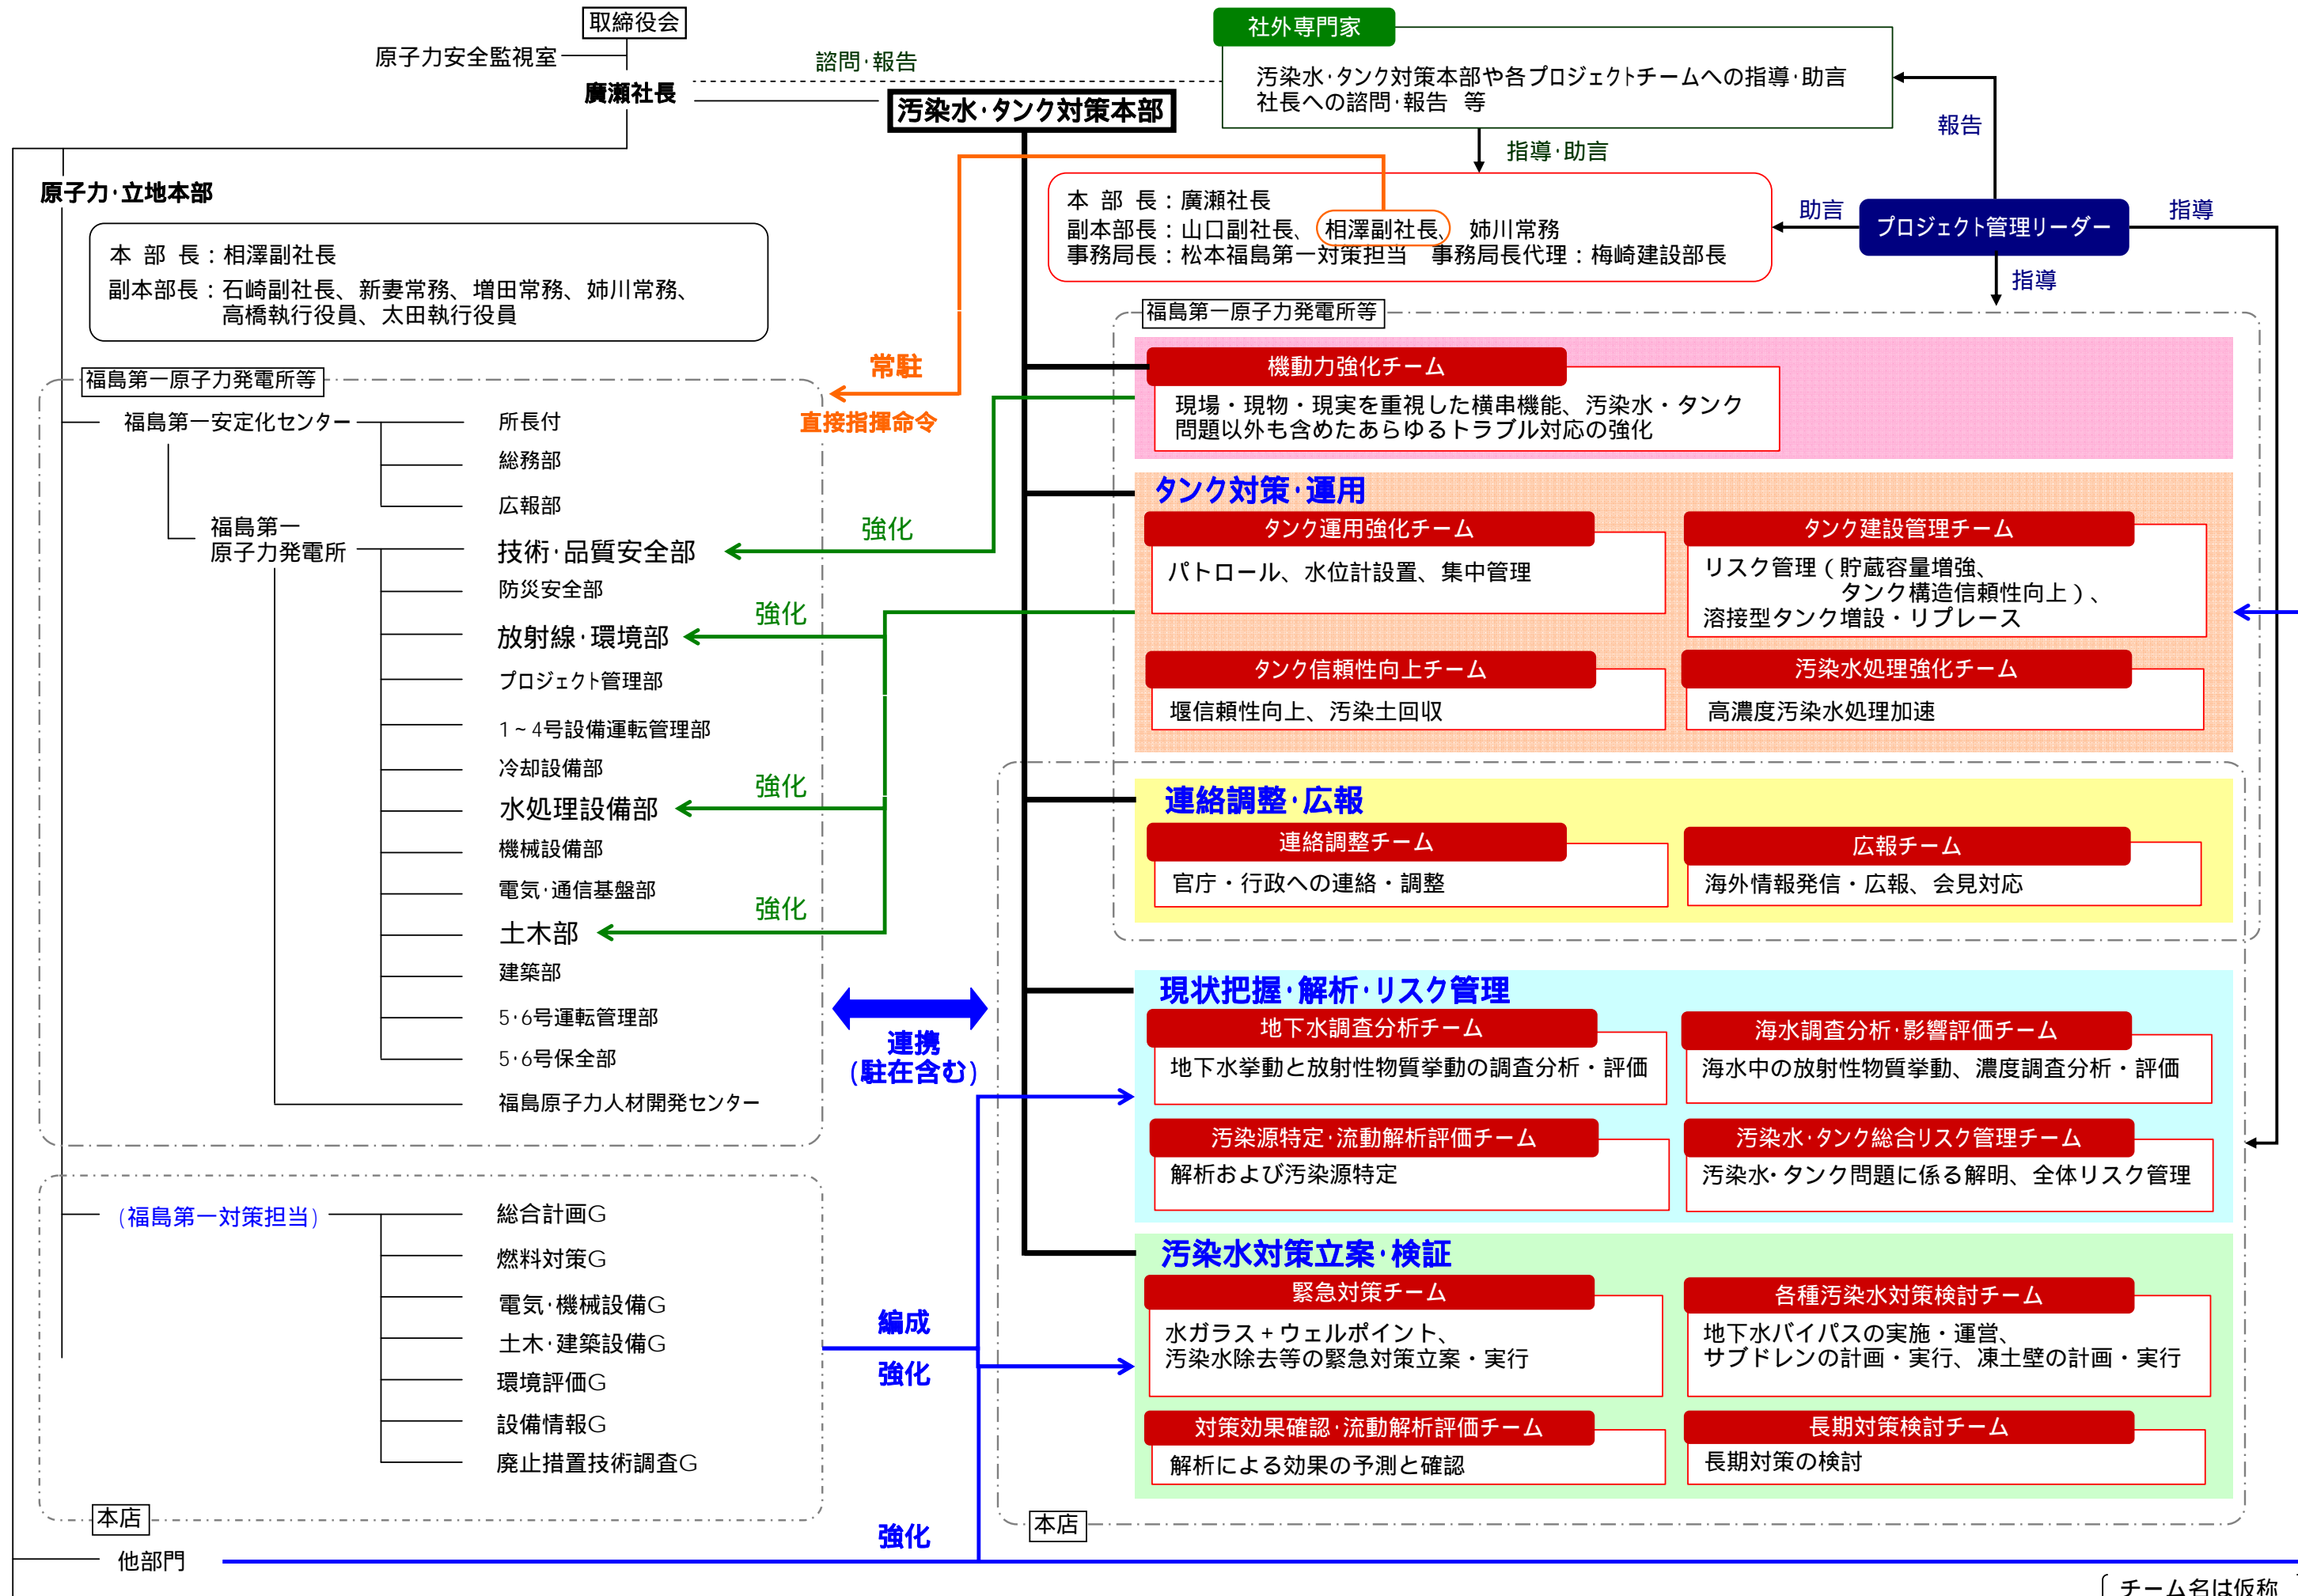 取締役会
原子力安全監視室
廣瀬社長
諮問･報告
汚染水･タンク対策本部
社外専門家
汚染水･タンク対策本部や各プロジェクトチームへの指導･助言
社長への諮問･報告　等
報告
指導･助言
本　部　長：廣瀬社長
副本部長：山口副社長、　相澤副社長、　姉川常務
事務局長：松本福島第一対策担当　事務局長代理：梅崎建設部長
助言
プロジェクト管理リーダー
指導
指導
原子力･立地本部
本　部　長：相澤副社長
副本部長：石崎副社長、新妻常務、増田常務、姉川常務、
高橋執行役員、太田執行役員
常駐
直接指揮命令
福島第一原子力発電所等
福島第一安定化センター
所長付
総務部
広報部
福島第一
原子力発電所
技術･品質安全部
防災安全部
放射線･環境部
プロジェクト管理部
1～4号設備運転管理部
冷却設備部
水処理設備部
機械設備部
電気･通信基盤部
土木部
建築部
5･6号運転管理部
5･6号保全部
福島原子力人材開発センター
強化
強化
強化
強化
連携
（駐在含む）
（福島第一対策担当）
総合計画G
燃料対策G
電気･機械設備G
土木･建築設備G
環境評価G
設備情報G
廃止措置技術調査G
本店
他部門
編成
強化
強化
福島第一原子力発電所等
機動力強化チーム
現場・現物・現実を重視した横串機能、汚染水・タンク
問題以外も含めたあらゆるトラブル対応の強化
タンク対策･運用
タンク運用強化チーム
パトロール、水位計設置、集中管理
タンク建設管理チーム
リスク管理（貯蔵容量増強、
タンク構造信頼性向上）、
溶接型タンク増設・リプレース
タンク信頼性向上チーム
堰信頼性向上、汚染土回収
汚染水処理強化チーム
高濃度汚染水処理加速
連絡調整･広報
連絡調整チーム
官庁・行政への連絡・調整
広報チーム
海外情報発信・広報、会見対応
現状把握･解析･リスク管理
地下水調査分析チーム
地下水挙動と放射性物質挙動の調査分析・評価
海水調査分析･影響評価チーム
海水中の放射性物質挙動、濃度調査分析・評価
汚染源特定･流動解析評価チーム
解析および汚染源特定
汚染水･タンク総合リスク管理チーム
汚染水･タンク問題に係る解明、全体リスク管理
汚染水対策立案･検証
緊急対策チーム
水ガラス＋ウェルポイント、
汚染水除去等の緊急対策立案・実行
各種汚染水対策検討チーム
地下水バイパスの実施・運営、
サブドレンの計画・実行、凍土壁の計画・実行
対策効果確認･流動解析評価チーム
解析による効果の予測と確認
長期対策検討チーム
長期対策の検討
本店
チーム名は仮称